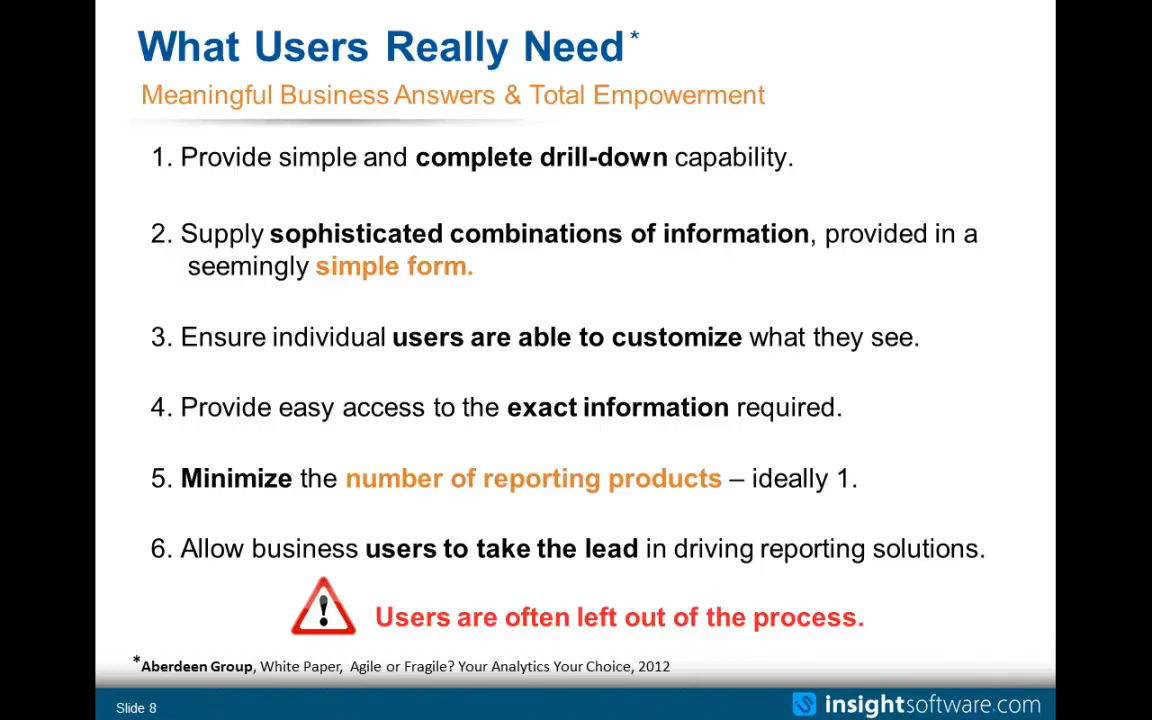 What Users Really Need*
Meaningful Business Answers & Total Empowerment
1. Provide simple and complete drill-down capability.
2. Supply sophisticated combinations of information, provided in a
seemingly simple form.
3. Ensure individual users are able to customize what they see.
4. Provide easy access to the exact information required.
5. Minimize the number of reporting products – ideally 1.
6. Allow business users to take the lead in driving reporting solutions.
Users are often left out of the process.
*Aberdeen Group, White Paper, Agile or Fragile? Your Analytics Your Choice, 2012
Slide 8
insightsoftware.com